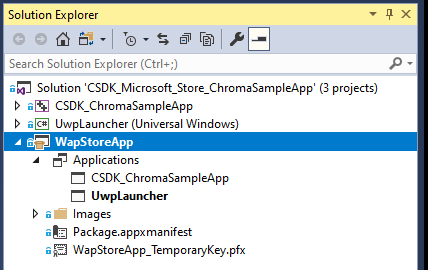 Solution Explorer
Search Solution Explorer (Ctrl+;)
Solution 'CSDK_Microsoft_Store_ChromaSampleApp' (3 projects)
CSDK_ChromaSampleApp
C# UwpLauncher (Universal Windows)
WapStoreApp
Applications
CSDK_ChromaSampleApp
UwpLauncher
Images
Package.appxmanifest
WapStoreApp_TemporaryKey.pfx